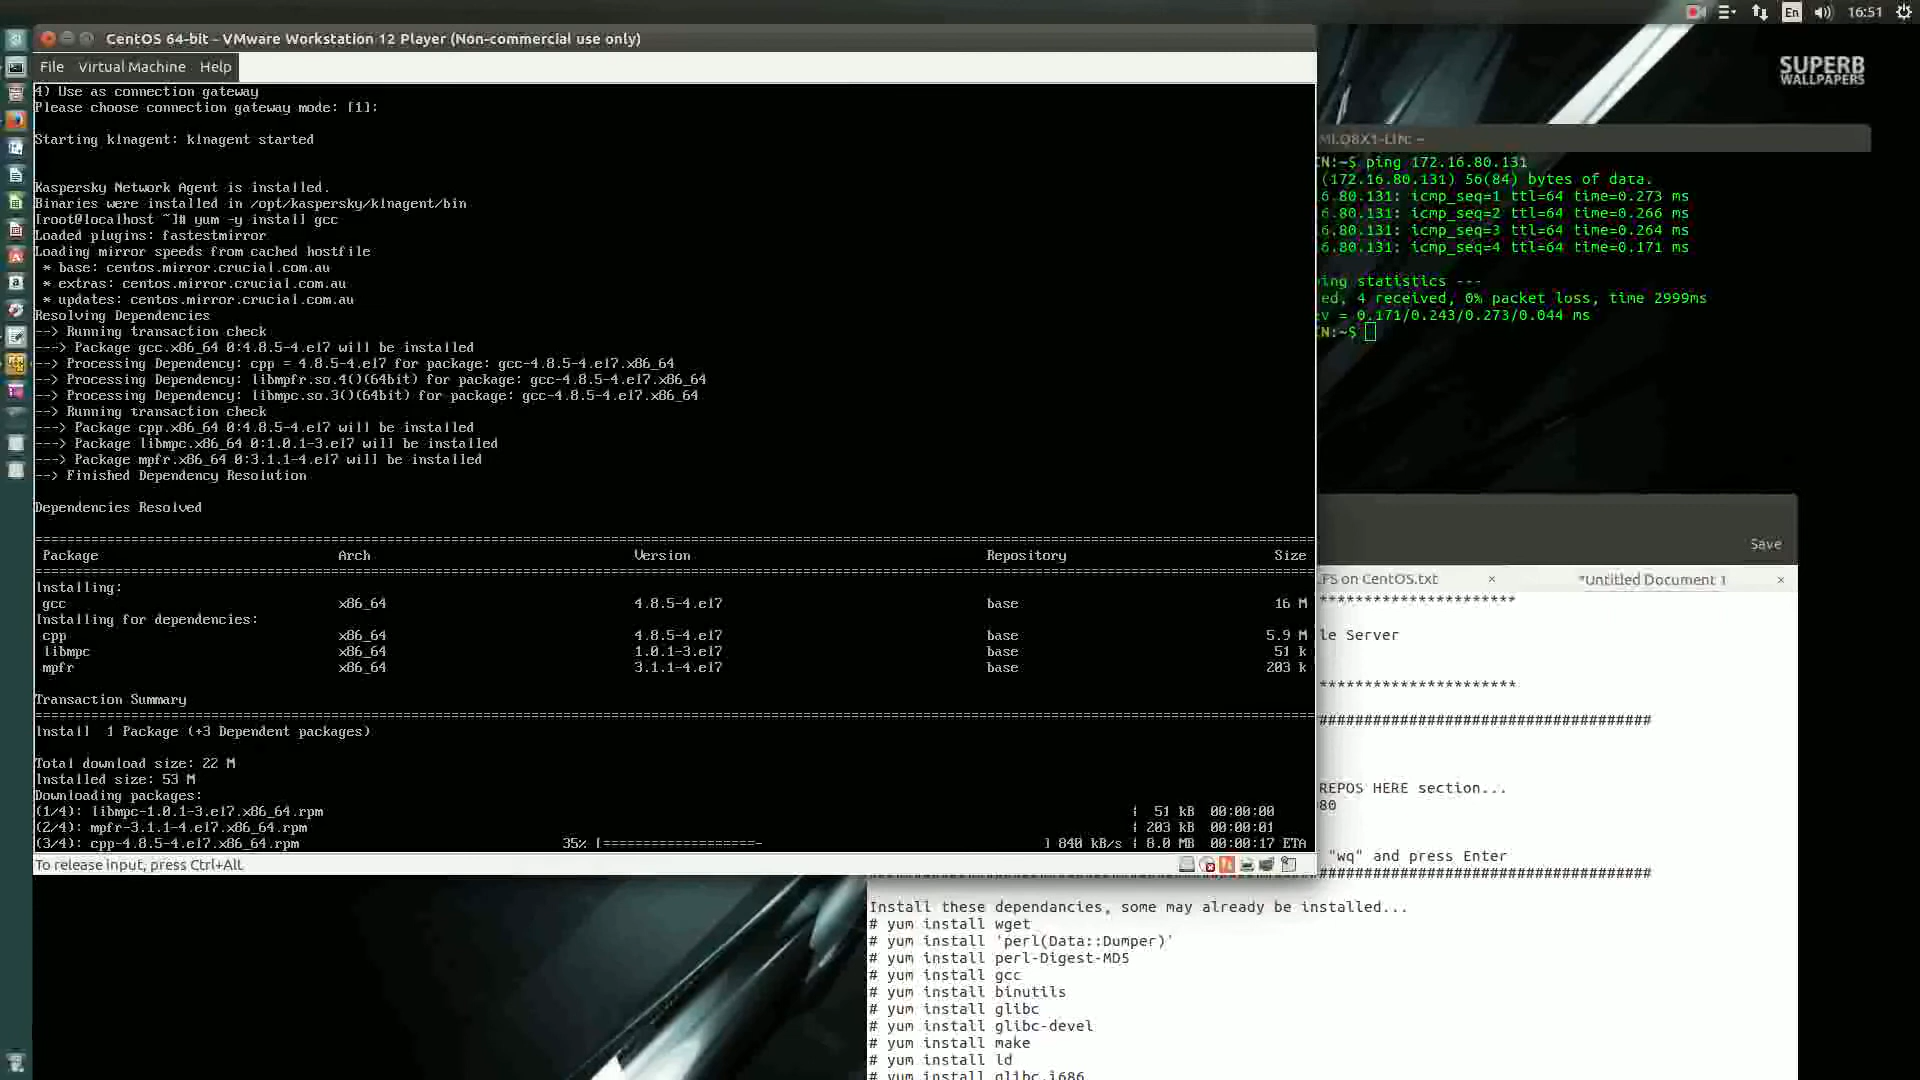 16:51
En
CentOS 64-bit - VMware Workstation 12 Player (Non-commercial use only)
File Virtual Machine Help
SUPERB
WALLPAPERS
4) Use as connection gateway
Please choose connection gateway mode: [1]:
Starting klnagent: klnagent started
Kaspersky Network Agent is installed.
Binaries were installed in /opt/kaspersky/klnagent/bin
[root@localhost ~]# yum -y install gcc
Loaded plugins: fastestmirror
Loading mirror speeds from cached hostfile
* base: centos.mirror.crucial.com.au
* extras: centos.mirror.crucial.com.au
* updates: centos.mirror.crucial.com.au
Resolving Dependencies
--> Running transaction check
---> Package gcc.x86_64 0:4.8.5-4.el7 will be installed
--> Processing Dependency: cpp = 4.8.5-4.el7 for package: gcc-4.8.5-4.el7.x86_64
--> Processing Dependency: libmpfr.so.4()(64bit) for package: gcc-4.8.5-4.el7.x86_64
--> Processing Dependency: libmpc.so.3()(64bit) for package: gcc-4.8.5-4.el7.x86_64
--> Running transaction check
---> Package cpp.x86_64 0:4.8.5-4.el7 will be installed
---> Package libmpc.x86_64 0:1.0.1-3.el7 will be installed
---> Package mpfr.x86_64 0:3.1.1-4.el7 will be installed
--> Finished Dependency Resolution
Dependencies Resolved
Package Arch Version Repository Size
Installing:
gcc x86_64 4.8.5-4.el7 base 16 M
Installing for dependencies:
cpp x86_64 4.8.5-4.el7 base 5.9 M
libmpc x86_64 1.0.1-3.el7 base 51 k
mpfr x86_64 3.1.1-4.el7 base 203 k
Transaction Summary
Install 1 Package (+3 Dependent packages)
Total download size: 22 M
Installed size: 53 M
Downloading packages:
(1/4): libmpc-1.0.1-3.el7.x86_64.rpm | 51 kB 00:00:00
(2/4): mpfr-3.1.1-4.el7.x86_64.rpm | 203 kB 00:00:01
(3/4): cpp-4.8.5-4.el7.x86_64.rpm 35% [===================- ] 840 kB/s | 8.0 MB 00:00:17 ETA
To release input, press Ctrl+Alt.
MLQ8X1-LIN: ~
IN:~$ ping 172.16.80.131
(172.16.80.131) 56(84) bytes of data.
6.80.131: icmp_seq=1 ttl=64 time=0.273 ms
6.80.131: icmp_seq=2 ttl=64 time=0.266 ms
6.80.131: icmp_seq=3 ttl=64 time=0.264 ms
6.80.131: icmp_seq=4 ttl=64 time=0.171 ms
ing statistics ---
ed, 4 received, 0% packet loss, time 2999ms
v = 0.171/0.243/0.273/0.044 ms
IN:~$
Save
FS on CentOS.txt × *Untitled Document 1 ×
**********************
le Server
**********************
#####################################
REPOS HERE section...
80
"wq" and press Enter
#####################################
Install these dependancies, some may already be installed...
# yum install wget
# yum install 'perl(Data::Dumper)'
# yum install perl-Digest-MD5
# yum install gcc
# yum install binutils
# yum install glibc
# yum install glibc-devel
# yum install make
# yum install ld
# yum install glibc.i686